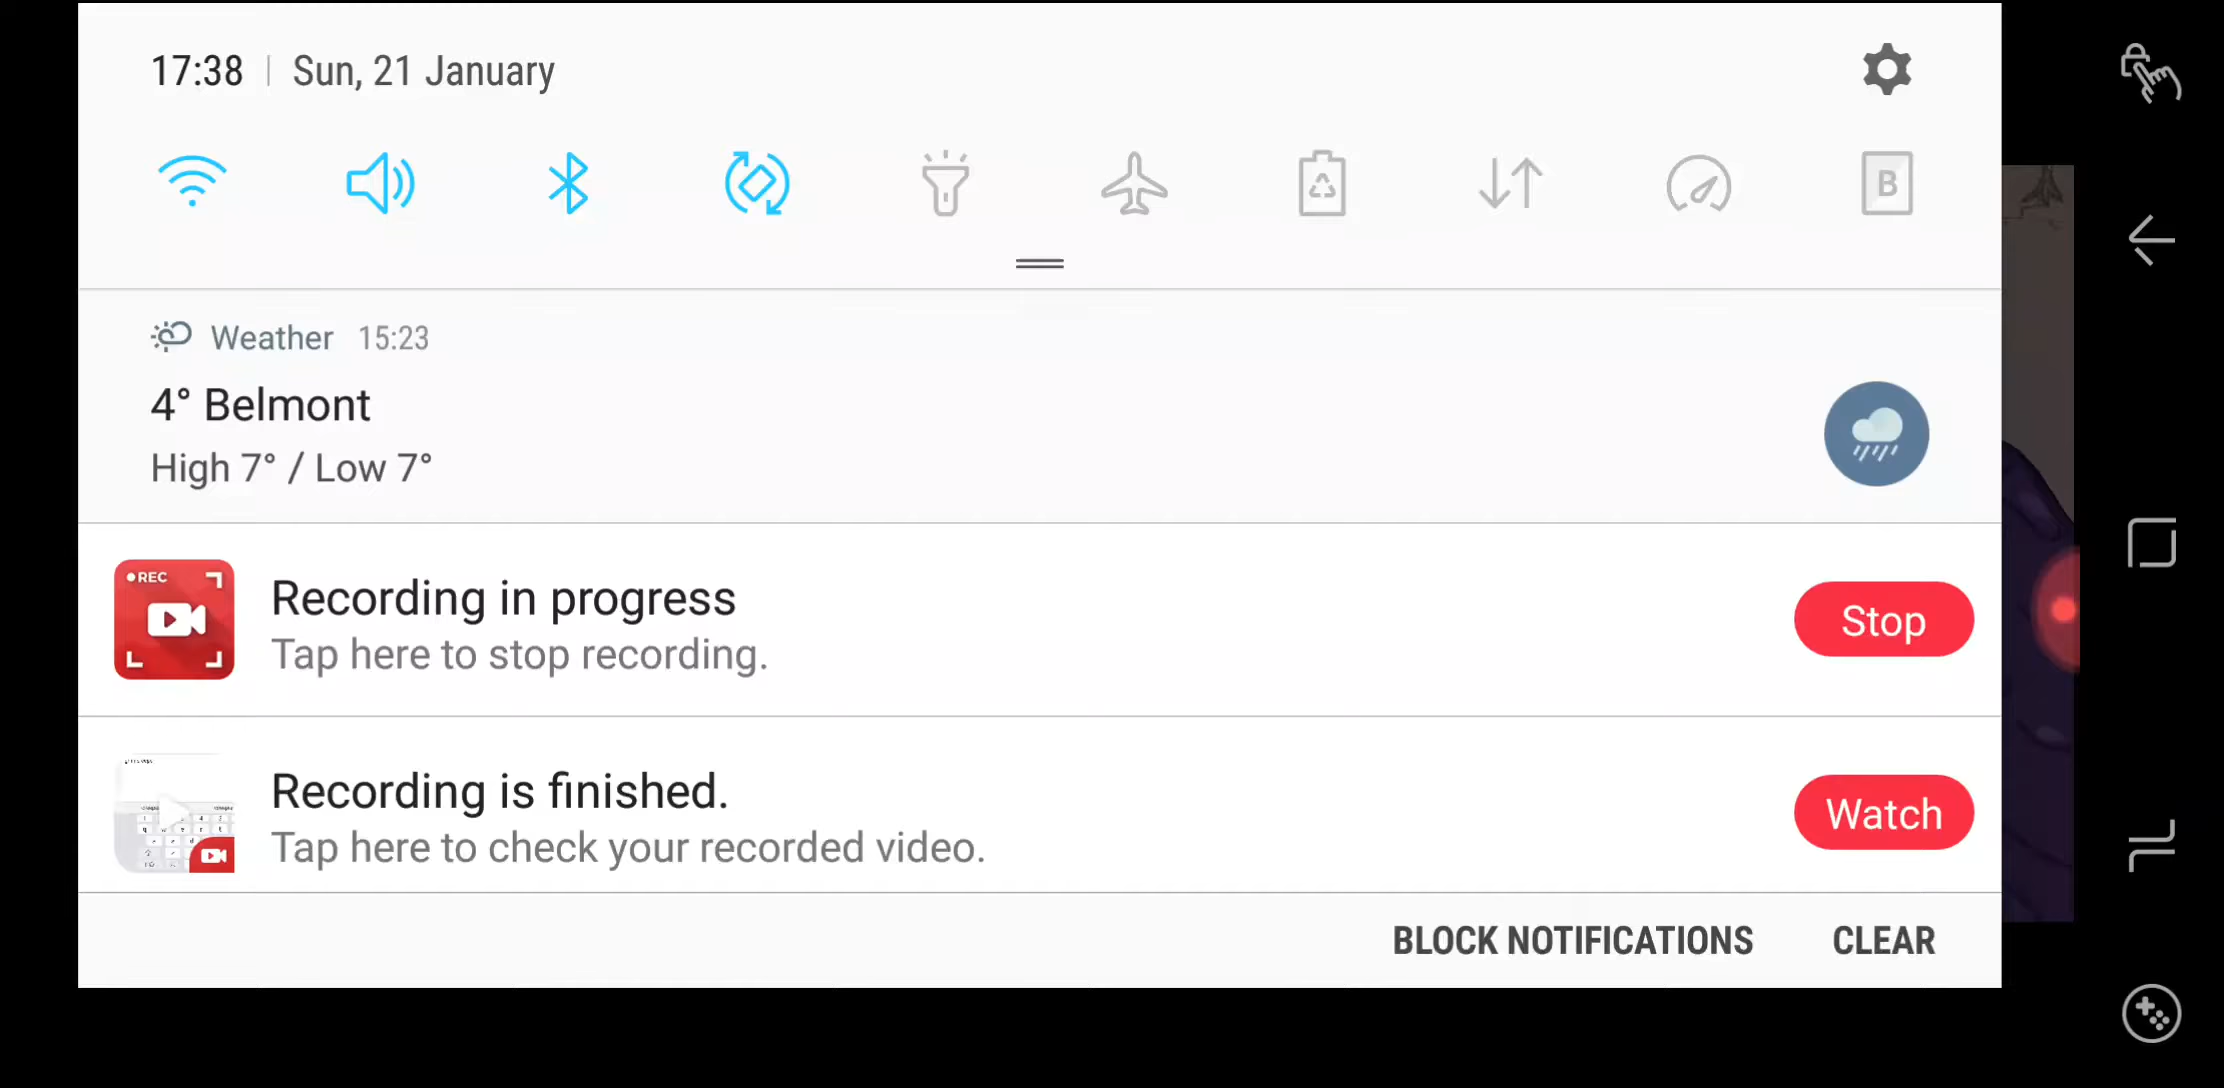 17:38 | Sun, 21 January
B
Weather 15:23
4° Belmont
High 7° / Low 7°
REC
Recording in progress
Tap here to stop recording.
Stop
Recording is finished.
Tap here to check your recorded video.
Watch
BLOCK NOTIFICATIONS CLEAR